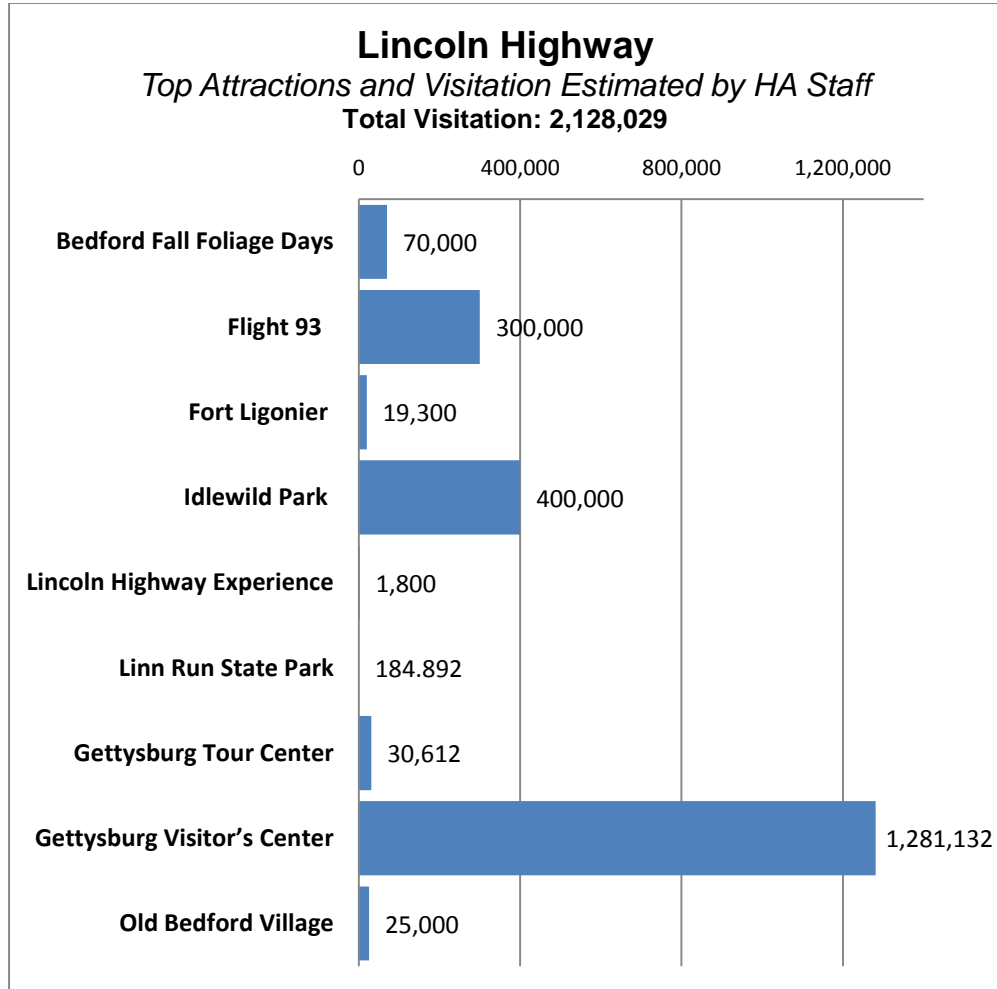 Lincoln Highway
Top Attractions and Visitation Estimated by HA Staff
Total Visitation: 2,128,029
0 400,000 800,000 1,200,000
Bedford Fall Foliage Days 70,000
Flight 93 300,000
Fort Ligonier 19,300
Idlewild Park 400,000
Lincoln Highway Experience 1,800
Linn Run State Park 184.892
Gettysburg Tour Center 30,612
Gettysburg Visitor’s Center 1,281,132
Old Bedford Village 25,000